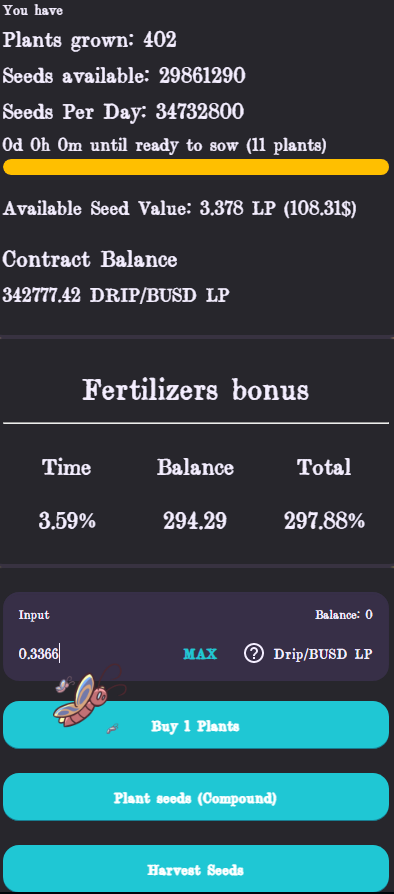 You have
Plants grown: 402
Seeds available: 29861290
Seeds Per Day: 34732800
0d 0h 0m until ready to sow (11 plants)
Available Seed Value: 3.378 LP (108.31$)
Contract Balance
342777.42 DRIP/BUSD LP
Fertilizers bonus
Time Balance Total
3.59% 294.29 297.88%
Input Balance: 0
0.3366 MAX ? Drip/BUSD LP
Buy 1 Plants
Plant seeds (Compound)
Harvest Seeds